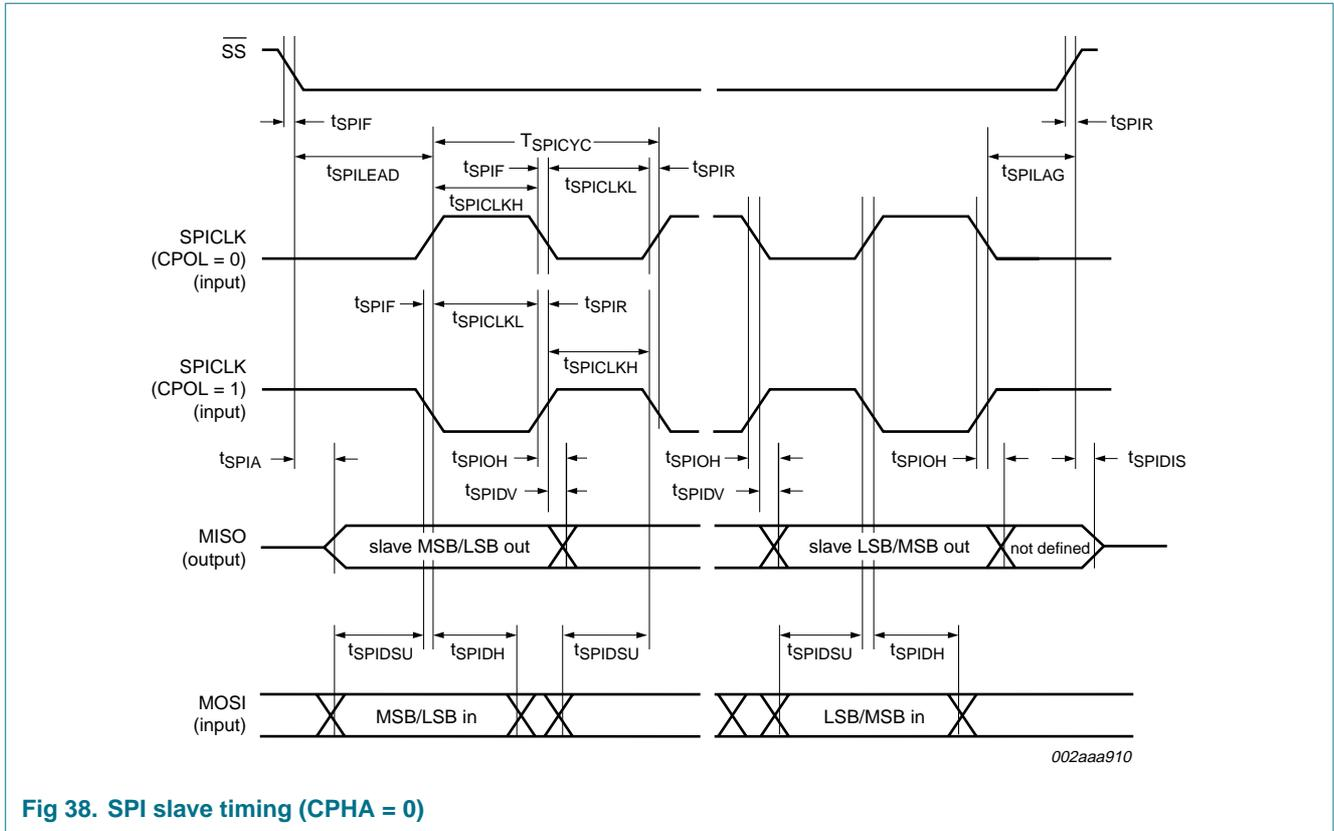 SS
tSPIF
tSPIR
TSPICYC
tSPILEAD
tSPIF
tSPICLKL
tSPIR
tSPILAG
tSPICLKH
SPICLK
(CPOL = 0)
(input)
tSPIF
tSPICLKL
tSPIR
tSPICLKH
SPICLK
(CPOL = 1)
(input)
tSPIA
tSPIOH
tSPIOH
tSPIOH
tSPIDIS
tSPIDV
tSPIDV
MISO
(output)
slave MSB/LSB out
slave LSB/MSB out
not defined
tSPIDSU
tSPIDH
tSPIDSU
tSPIDSU
tSPIDH
MOSI
(input)
MSB/LSB in
LSB/MSB in
002aaa910
Fig 38. SPI slave timing (CPHA = 0)